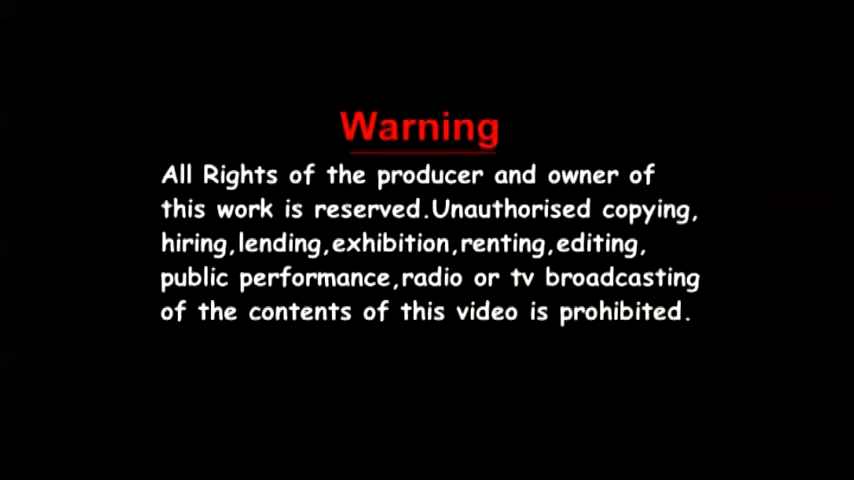 Warning
All Rights of the producer and owner of
this work is reserved.Unauthorised copying,
hiring,lending,exhibition,renting,editing,
public performance,radio or tv broadcasting
of the contents of this video is prohibited.